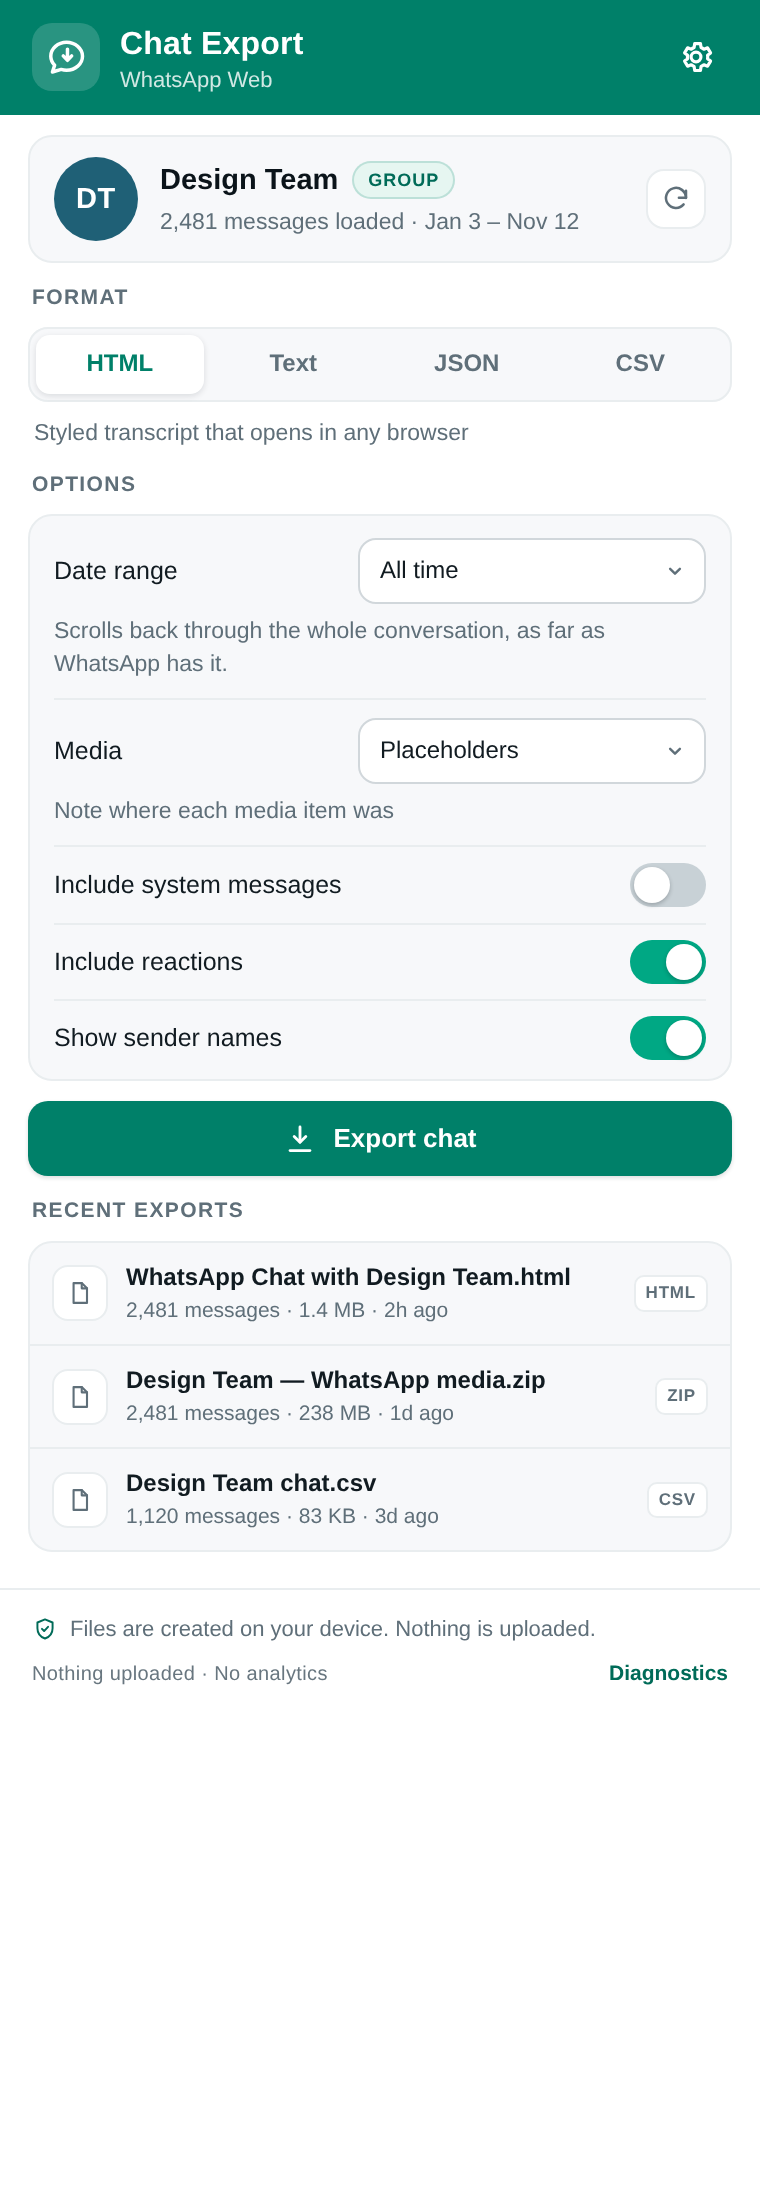 Chat Export
WhatsApp Web
DT
Design Team GROUP
2,481 messages loaded · Jan 3 – Nov 12
FORMAT
HTML Text JSON CSV
Styled transcript that opens in any browser
OPTIONS
Date range All time
Scrolls back through the whole conversation, as far as
WhatsApp has it.
Media Placeholders
Note where each media item was
Include system messages
Include reactions
Show sender names
Export chat
RECENT EXPORTS
WhatsApp Chat with Design Team.html
2,481 messages · 1.4 MB · 2h ago
HTML
Design Team — WhatsApp media.zip
2,481 messages · 238 MB · 1d ago
ZIP
Design Team chat.csv
1,120 messages · 83 KB · 3d ago
CSV
Files are created on your device. Nothing is uploaded.
Nothing uploaded · No analytics Diagnostics